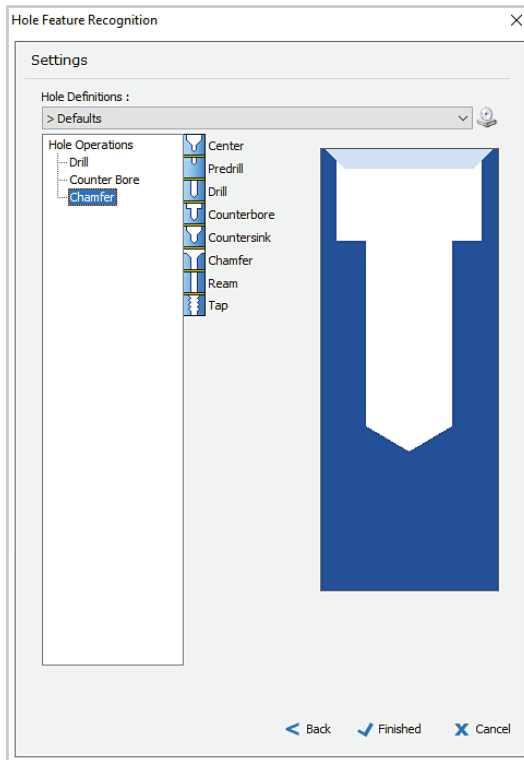 Hole Feature Recognition
Settings
Hole Definitions :
> Defaults
Hole Operations
Drill
Counter Bore
Chamfer
Center
Predrill
Drill
Counterbore
Countersink
Chamfer
Ream
Tap
Back
Finished
Cancel